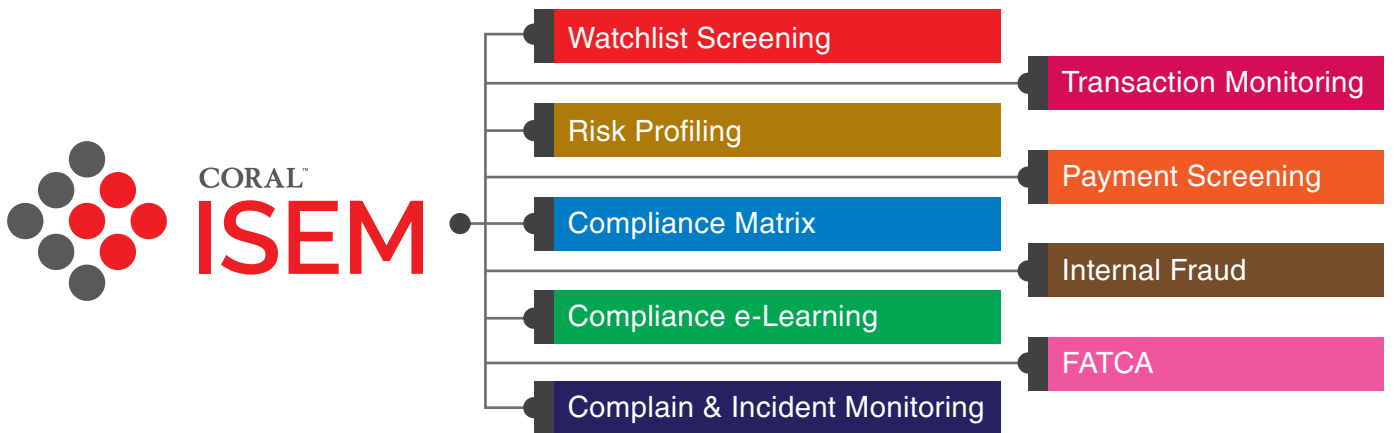 CORAL™
ISEM
Watchlist Screening
Transaction Monitoring
Risk Profiling
Payment Screening
Compliance Matrix
Internal Fraud
Compliance e-Learning
FATCA
Complain & Incident Monitoring